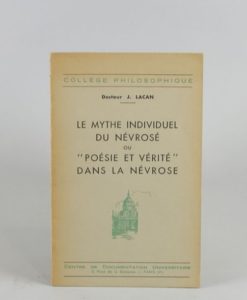 COLLÈGE PHILOSOPHIQUE
Docteur J. LACAN
LE MYTHE INDIVIDUEL
DU NÉVROSÉ
OU
"POÉSIE ET VÉRITÉ"
DANS LA NÉVROSE
CENTRE DE DOCUMENTATION UNIVERSITAIRE
PARIS